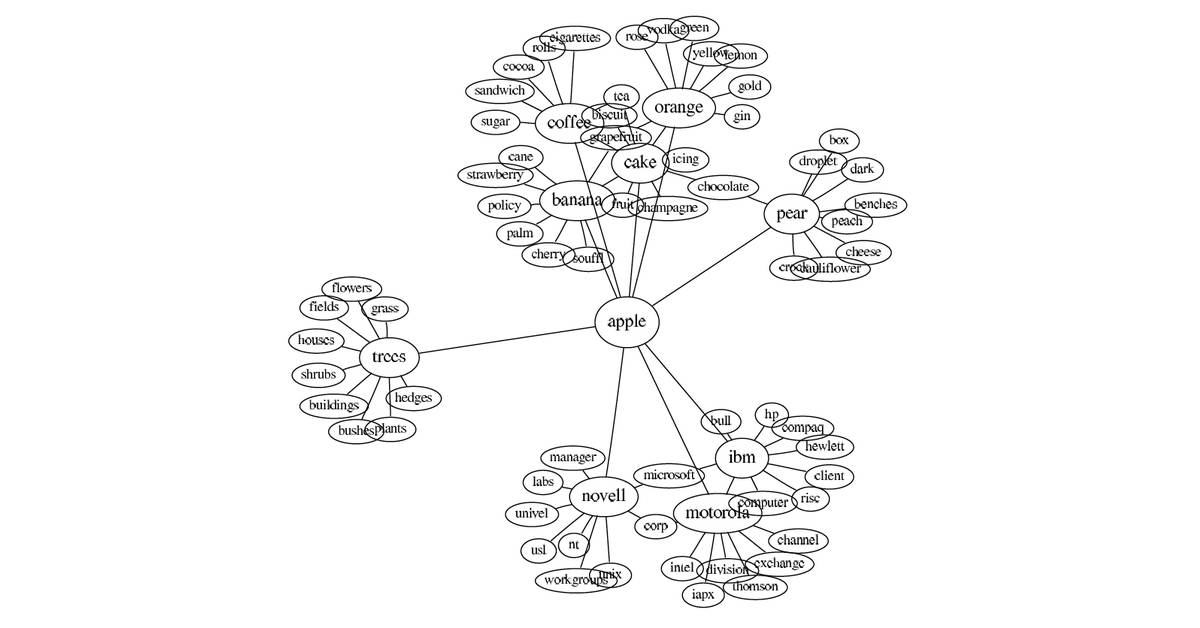 cigarettes
rolls
cocoa
sandwich
sugar
coffee
tea
biscuit
grapefruit
rose
vodka
green
yellow
lemon
gold
gin
orange
cake
icing
chocolate
champagne
fruit
cane
strawberry
policy
palm
cherry
souffl
banana
box
droplet
dark
benches
peach
cheese
cauliflower
crock
pear
apple
flowers
fields
grass
houses
trees
shrubs
buildings
hedges
bushes
plants
manager
labs
univel
usl
nt
workgroups
unix
novell
microsoft
corp
bull
hp
compaq
hewlett
ibm
client
risc
computer
motorola
channel
exchange
intel
division
thomson
iapx